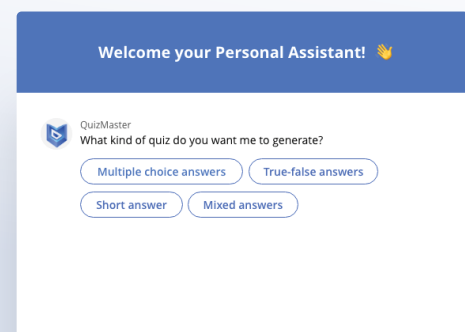 Welcome your Personal Assistant! 👋
QuizMaster
What kind of quiz do you want me to generate?
Multiple choice answers
True-false answers
Short answer
Mixed answers